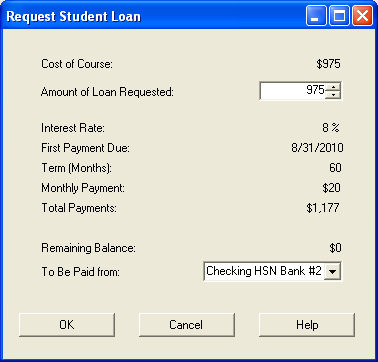 Request Student Loan
Cost of Course: $975
Amount of Loan Requested: 975
Interest Rate: 8 %
First Payment Due: 8/31/2010
Term (Months): 60
Monthly Payment: $20
Total Payments: $1,177
Remaining Balance: $0
To Be Paid from: Checking HSN Bank #2
OK Cancel Help